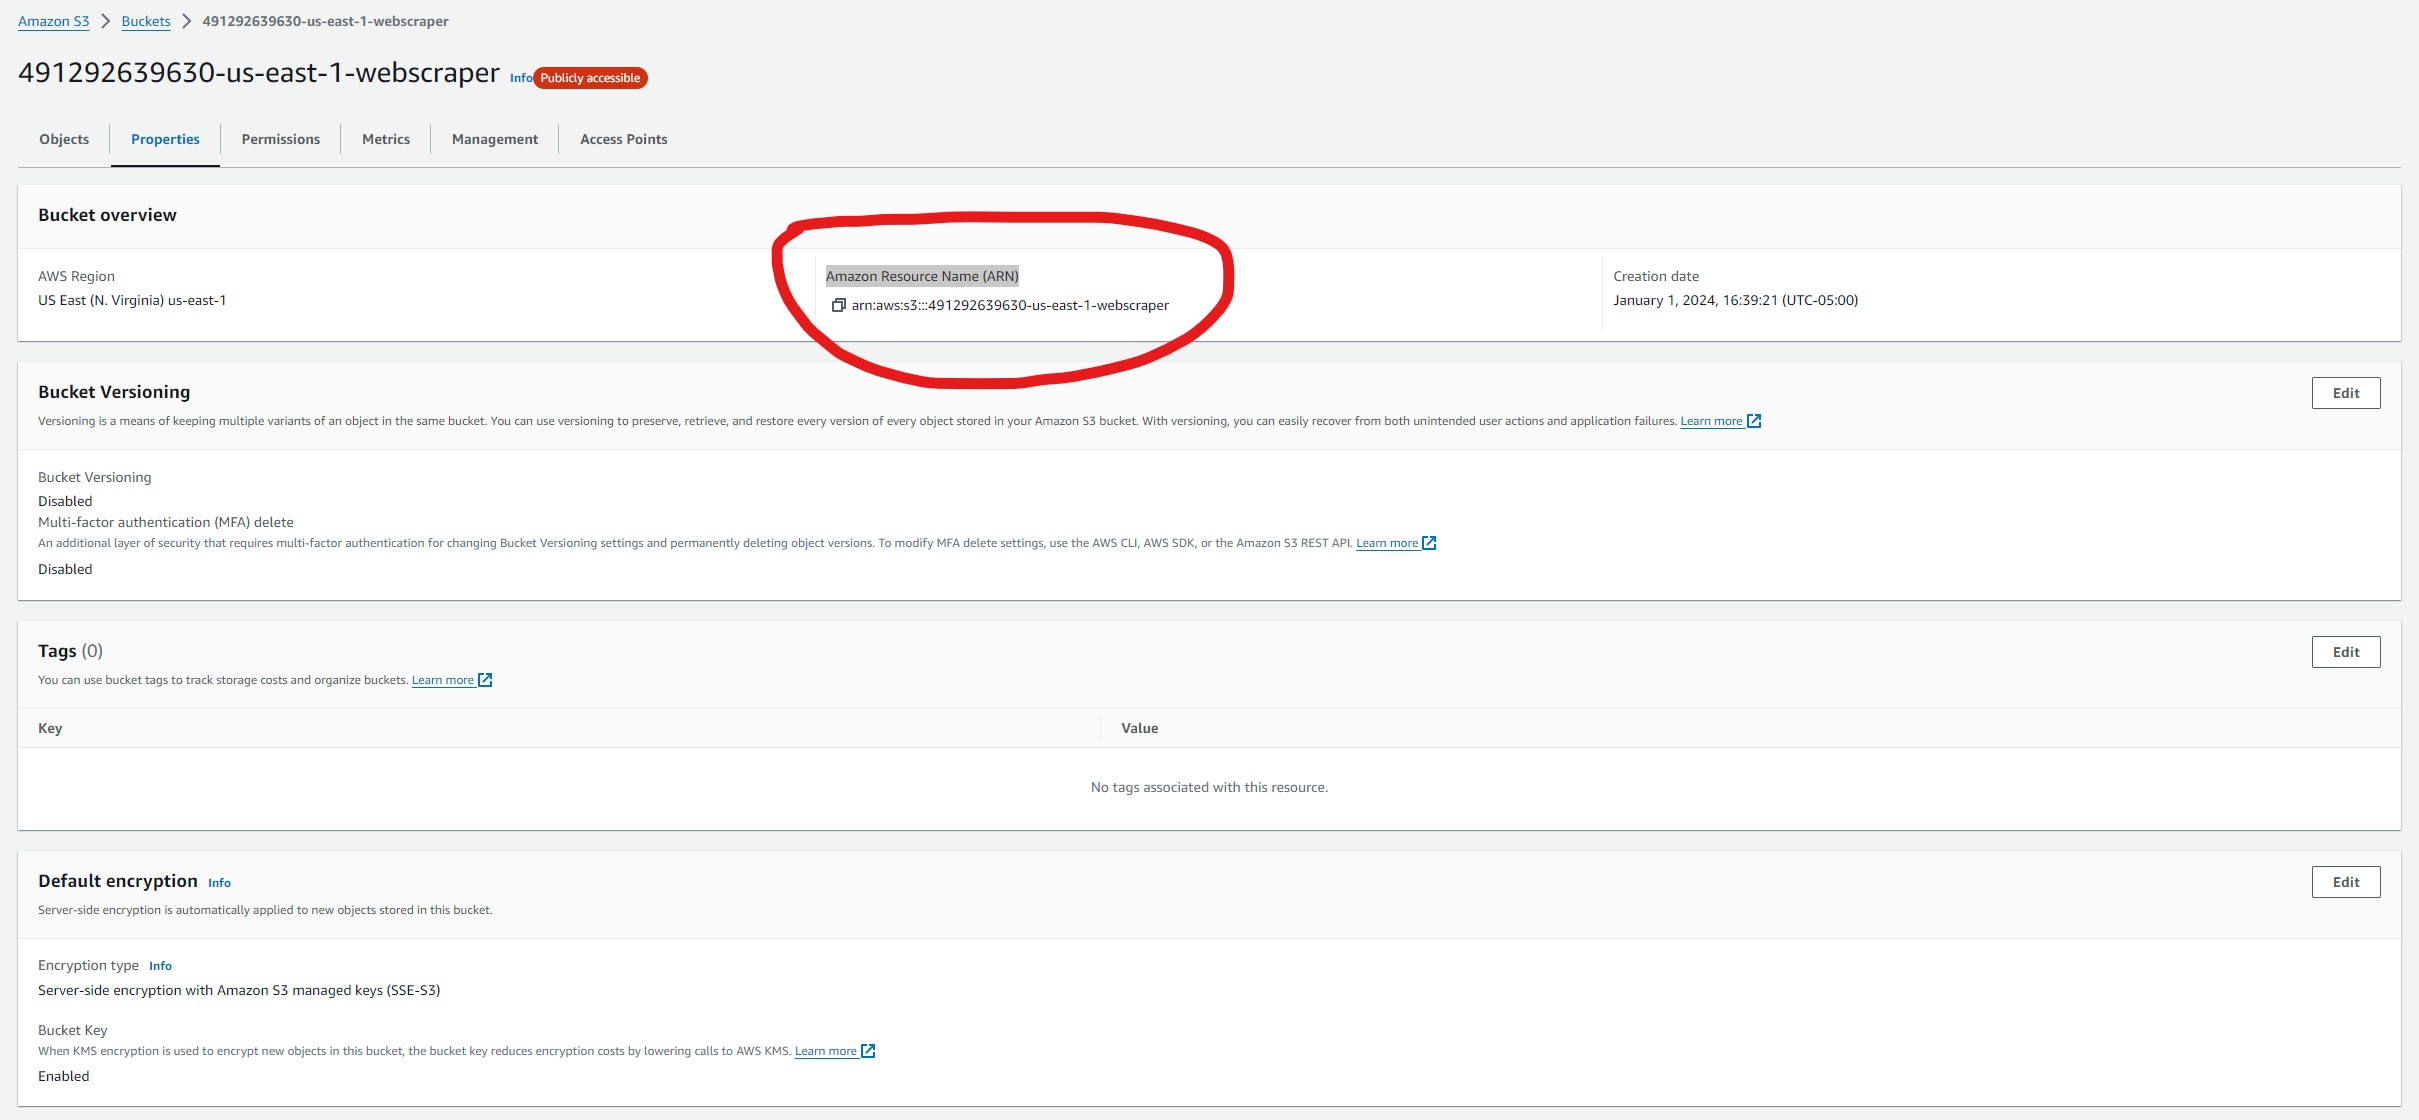 Amazon S3 > Buckets > 491292639630-us-east-1-webscraper
491292639630-us-east-1-webscraper Info Publicly accessible
Objects Properties Permissions Metrics Management Access Points
Bucket overview
AWS Region
US East (N. Virginia) us-east-1
Amazon Resource Name (ARN)
arn:aws:s3:::491292639630-us-east-1-webscraper
Creation date
January 1, 2024, 16:39:21 (UTC-05:00)
Bucket Versioning
Edit
Versioning is a means of keeping multiple variants of an object in the same bucket. You can use versioning to preserve, retrieve, and restore every version of every object stored in your Amazon S3 bucket. With versioning, you can easily recover from both unintended user actions and application failures. Learn more
Bucket Versioning
Disabled
Multi-factor authentication (MFA) delete
An additional layer of security that requires multi-factor authentication for changing Bucket Versioning settings and permanently deleting object versions. To modify MFA delete settings, use the AWS CLI, AWS SDK, or the Amazon S3 REST API. Learn more
Disabled
Tags (0)
Edit
You can use bucket tags to track storage costs and organize buckets. Learn more
Key Value
No tags associated with this resource.
Default encryption Info
Edit
Server-side encryption is automatically applied to new objects stored in this bucket.
Encryption type Info
Server-side encryption with Amazon S3 managed keys (SSE-S3)
Bucket Key
When KMS encryption is used to encrypt new objects in this bucket, the bucket key reduces encryption costs by lowering calls to AWS KMS. Learn more
Enabled